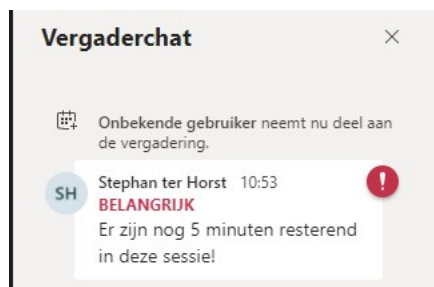 Vergaderchat
Onbekende gebruiker neemt nu deel aan
de vergadering.
SH
Stephan ter Horst 10:53
BELANGRIJK
Er zijn nog 5 minuten resterend
in deze sessie!